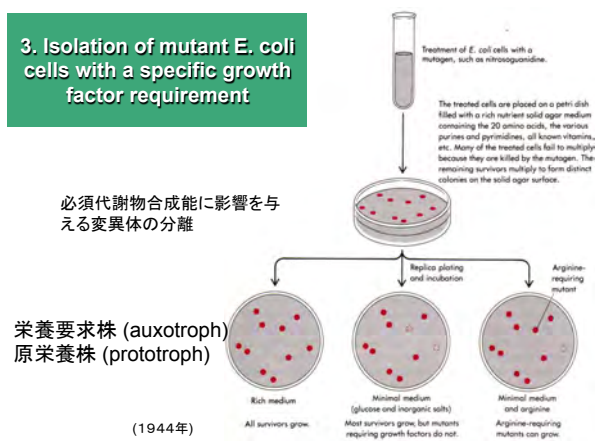 3. Isolation of mutant E. coli
cells with a specific growth
factor requirement
Treatment of E. coli cells with a
mutagen, such as nitrosoguanidine.
The treated cells are placed on a petri dish
filled with a rich nutrient solid agar medium
containing the 20 amino acids, the various
purines and pyrimidines, all known vitamins,
etc. Many of the treated cells fail to multiply
because they are killed by the mutagen. The
remaining survivors multiply to form distinct
colonies on the solid agar surface.
必須代謝物合成能に影響を与
える変異体の分離
Replica plating
and incubation
Arginine-
requiring
mutant
栄養要求株 (auxotroph)
原栄養株 (prototroph)
Rich medium
All survivors grow.
Minimal medium
(glucose and inorganic salts)
Most survivors grow, but mutants
requiring growth factors do not.
Minimal medium
and arginine
Arginine-requiring
mutants can grow.
(1944年)